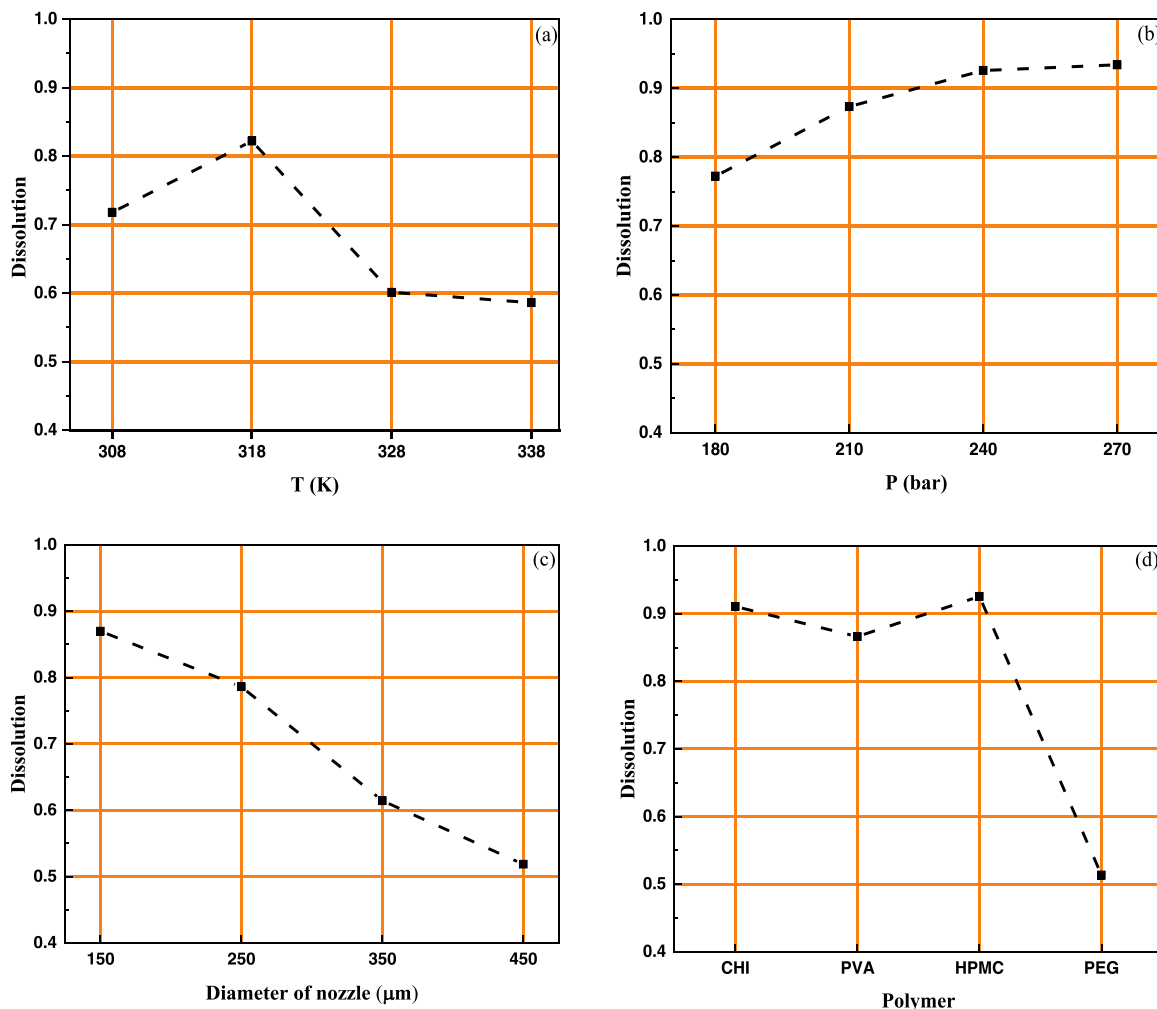 (a)
1.0
0.9
0.8
0.7
0.6
0.5
0.4
Dissolution
308 318 328 338
T (K)
(b)
1.0
0.9
0.8
0.7
0.6
0.5
0.4
Dissolution
180 210 240 270
P (bar)
(c)
1.0
0.9
0.8
0.7
0.6
0.5
0.4
Dissolution
150 250 350 450
Diameter of nozzle (μm)
(d)
1.0
0.9
0.8
0.7
0.6
0.5
0.4
Dissolution
CHI PVA HPMC PEG
Polymer